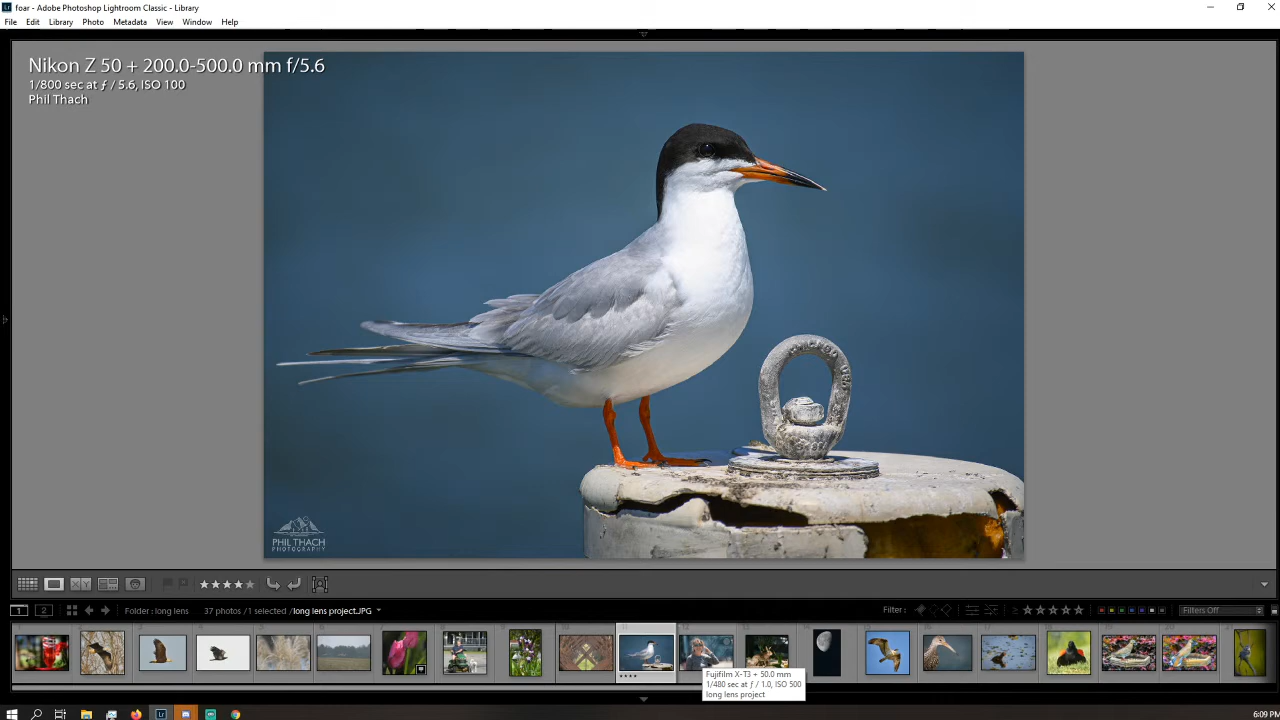 foar - Adobe Photoshop Lightroom Classic - Library
File Edit Library Photo Metadata View Window Help
Nikon Z 50 + 200.0-500.0 mm f/5.6
1/800 sec at ƒ / 5.6, ISO 100
Phil Thach
PHIL THACH
PHOTOGRAPHY
1 2 Folder : long lens 37 photos /1 selected /long lens project.JPG Filter : Filters Off
Fujifilm X-T3 + 50.0 mm
1/480 sec at ƒ / 1.0, ISO 500
long lens project
6:09 PM